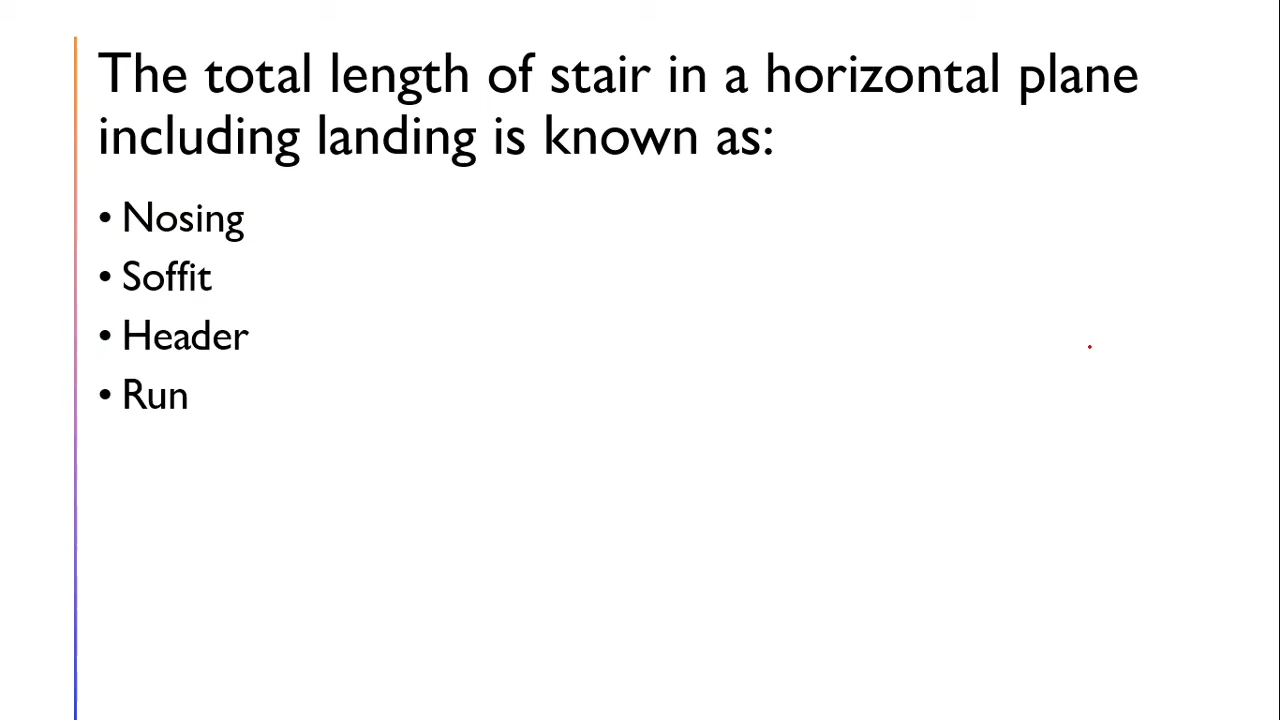 The total length of stair in a horizontal plane
including landing is known as:
• Nosing
• Soffit
• Header
• Run